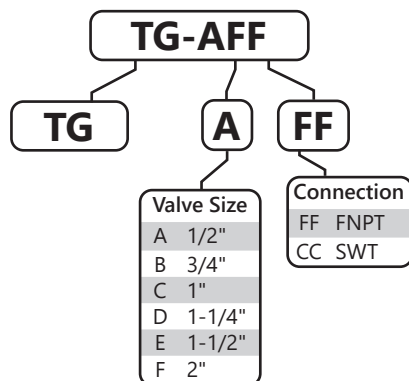 TG-AFF
TG
A
FF
Valve Size
A 1/2"
B 3/4"
C 1"
D 1-1/4"
E 1-1/2"
F 2"
Connection
FF FNPT
CC SWT